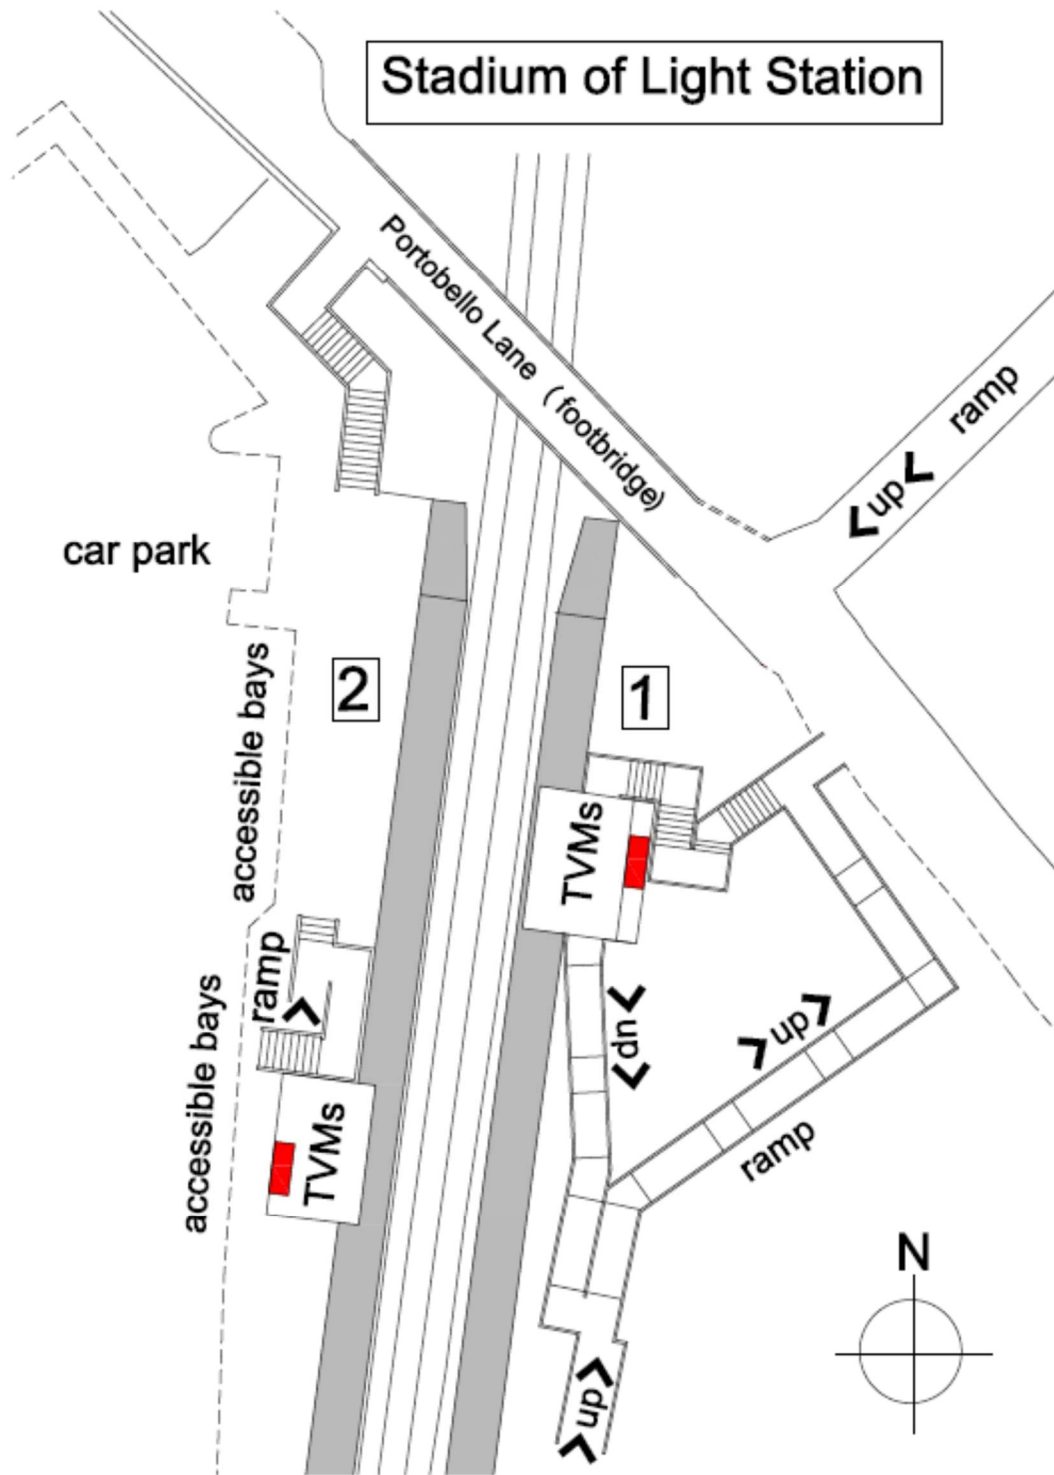 Stadium of Light Station
Portobello Lane (footbridge)
ramp
up
car park
2
1
accessible bays
TVMs
ramp
accessible bays
dn
up
TVMs
ramp
N
up